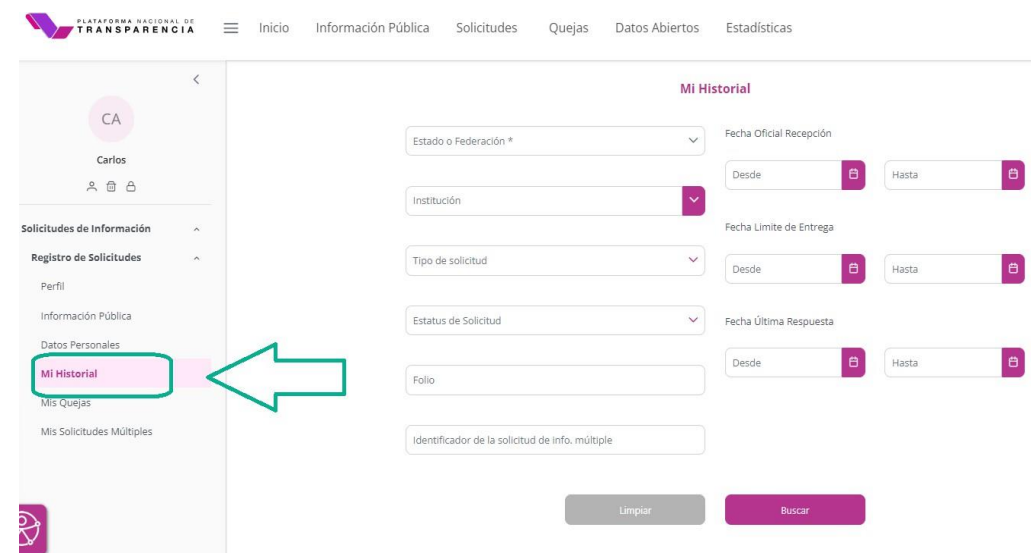 PLATAFORMA NACIONAL DE
TRANSPARENCIA
Inicio Información Pública Solicitudes Quejas Datos Abiertos Estadísticas
CA
Carlos
Solicitudes de Información
Registro de Solicitudes
Perfil
Información Pública
Datos Personales
Mi Historial
Mis Quejas
Mis Solicitudes Múltiples
Mi Historial
Estado o Federación *
Institución
Tipo de solicitud
Estatus de Solicitud
Folio
Identificador de la solicitud de info. múltiple
Fecha Oficial Recepción
Desde Hasta
Fecha Limite de Entrega
Desde Hasta
Fecha Última Respuesta
Desde Hasta
Limpiar Buscar